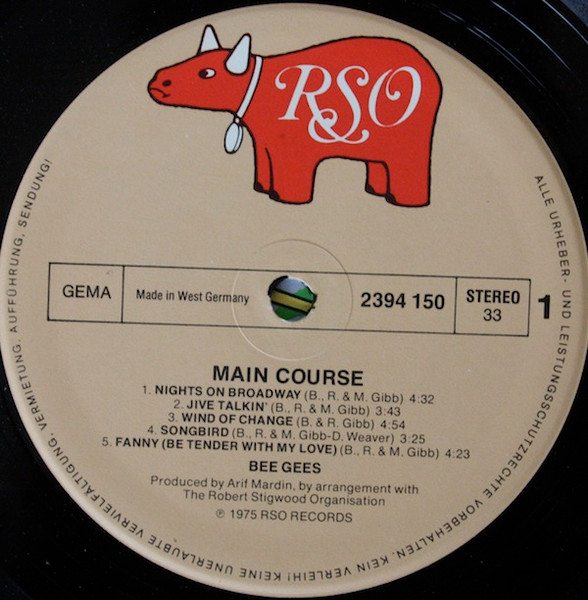 RSO
GEMA
Made in West Germany
2394 150
STEREO
33
1
MAIN COURSE
1. NIGHTS ON BROADWAY (B., R. & M. Gibb) 4:32
2. JIVE TALKIN' (B., R. & M. Gibb) 3:43
3. WIND OF CHANGE (B. & R. Gibb) 4:54
4. SONGBIRD (B., R. & M. Gibb-D. Weaver) 3:25
5. FANNY (BE TENDER WITH MY LOVE) (B., R. & M. Gibb) 4:23
BEE GEES
Produced by Arif Mardin, by arrangement with
The Robert Stigwood Organisation
℗ 1975 RSO RECORDS
ALLE URHEBER- UND LEISTUNGSSCHUTZRECHTE VORBEHALTEN. KEIN VERLEIH! KEINE UNERLAUBTE VERVIELFÄLTIGUNG, VERMIETUNG, AUFFÜHRUNG, SENDUNG!